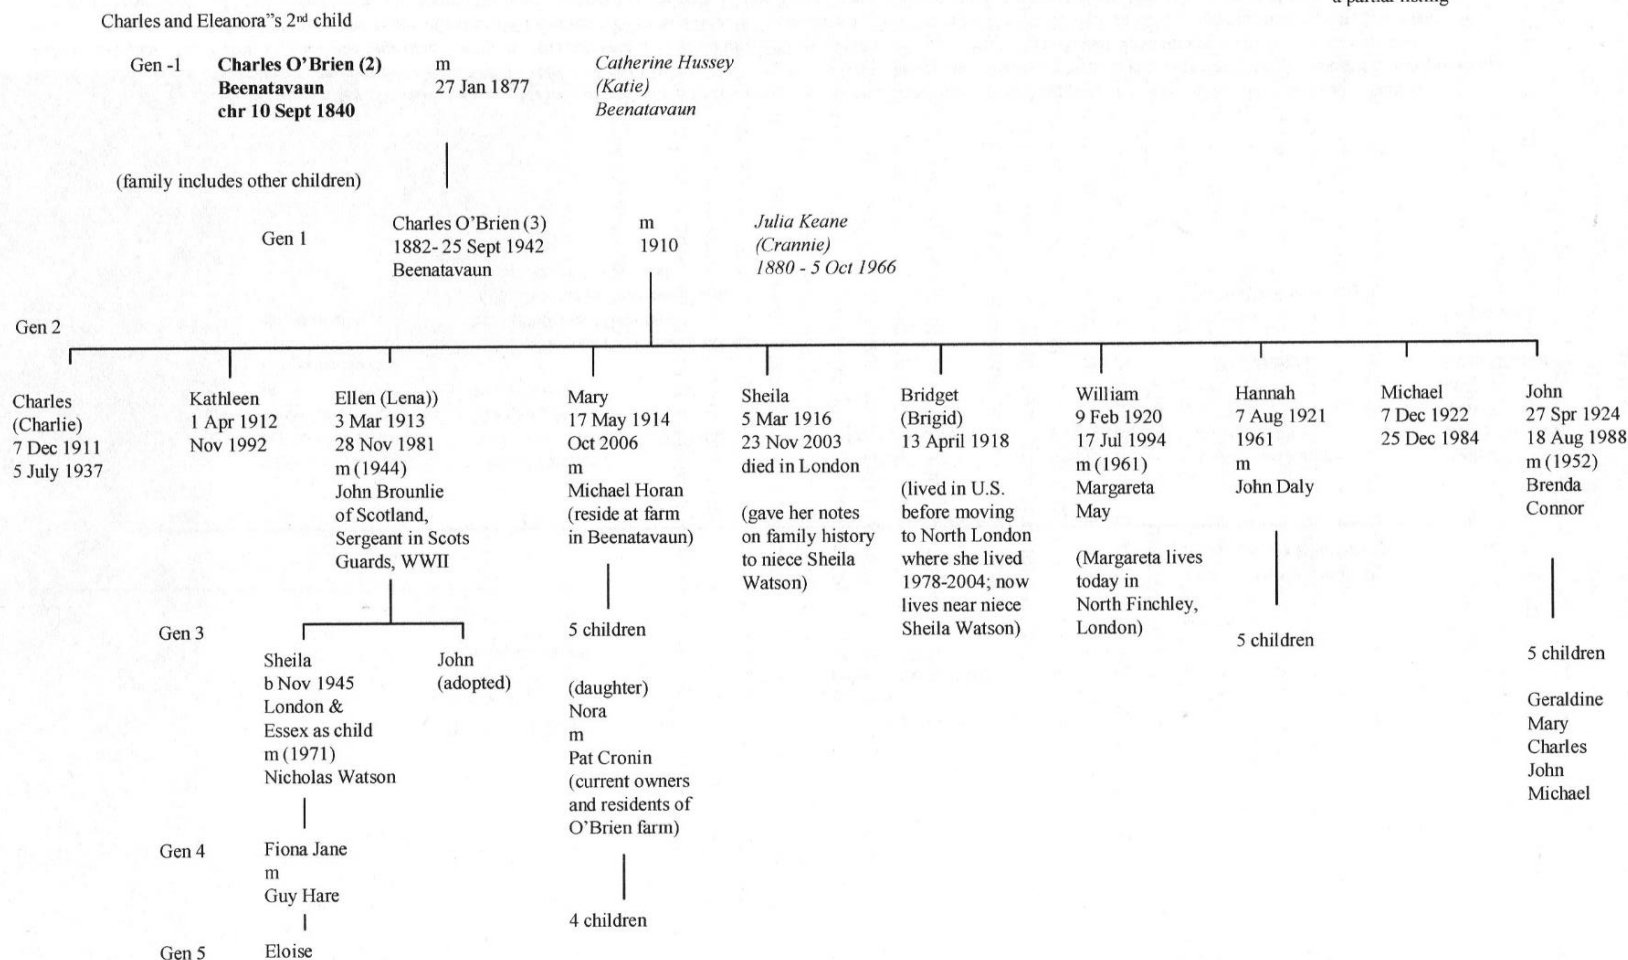 a partial listing
Charles and Eleanora"s 2nd child
Gen -1
Charles O'Brien (2)
Beenatavaun
chr 10 Sept 1840
m
27 Jan 1877
Catherine Hussey
(Katie)
Beenatavaun
(family includes other children)
Gen 1
Charles O'Brien (3)
1882- 25 Sept 1942
Beenatavaun
m
1910
Julia Keane
(Crannie)
1880 - 5 Oct 1966
Gen 2
Charles
(Charlie)
7 Dec 1911
5 July 1937
Kathleen
1 Apr 1912
Nov 1992
Ellen (Lena))
3 Mar 1913
28 Nov 1981
m (1944)
John Brounlie
of Scotland,
Sergeant in Scots
Guards, WWII
Mary
17 May 1914
Oct 2006
m
Michael Horan
(reside at farm
in Beenatavaun)
Sheila
5 Mar 1916
23 Nov 2003
died in London
(gave her notes
on family history
to niece Sheila
Watson)
Bridget
(Brigid)
13 April 1918
(lived in U.S.
before moving
to North London
where she lived
1978-2004; now
lives near niece
Sheila Watson)
William
9 Feb 1920
17 Jul 1994
m (1961)
Margareta
May
(Margareta lives
today in
North Finchley,
London)
Hannah
7 Aug 1921
1961
m
John Daly
5 children
Michael
7 Dec 1922
25 Dec 1984
John
27 Spr 1924
18 Aug 1988
m (1952)
Brenda
Connor
5 children
Geraldine
Mary
Charles
John
Michael
Gen 3
Sheila
b Nov 1945
London &
Essex as child
m (1971)
Nicholas Watson
John
(adopted)
5 children
(daughter)
Nora
m
Pat Cronin
(current owners
and residents of
O'Brien farm)
4 children
Gen 4
Fiona Jane
m
Guy Hare
Gen 5
Eloise